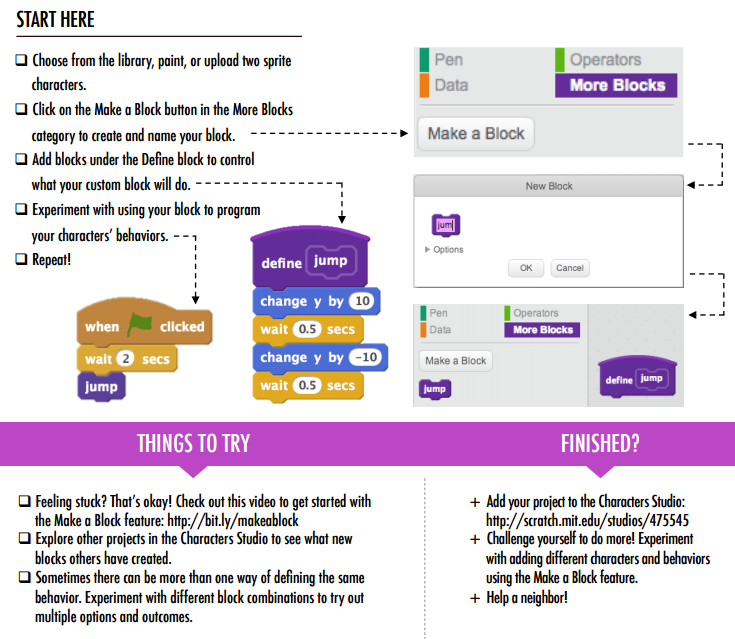 START HERE
❑ Choose from the library, paint, or upload two sprite
characters.
❑ Click on the Make a Block button in the More Blocks
category to create and name your block.
❑ Add blocks under the Define block to control
what your custom block will do.
❑ Experiment with using your block to program
your characters’ behaviors.
❑ Repeat!
when clicked
wait 2 secs
jump
define jump
change y by 10
wait 0.5 secs
change y by -10
wait 0.5 secs
Pen Operators
Data More Blocks
Make a Block
New Block
jum
Options
OK Cancel
Pen Operators
Data More Blocks
Make a Block
jump
define jump
THINGS TO TRY
❑ Feeling stuck? That’s okay! Check out this video to get started with
the Make a Block feature: http://bit.ly/makeablock
❑ Explore other projects in the Characters Studio to see what new
blocks others have created.
❑ Sometimes there can be more than one way of defining the same
behavior. Experiment with different block combinations to try out
multiple options and outcomes.
FINISHED?
+ Add your project to the Characters Studio:
http://scratch.mit.edu/studios/475545
+ Challenge yourself to do more! Experiment
with adding different characters and behaviors
using the Make a Block feature.
+ Help a neighbor!